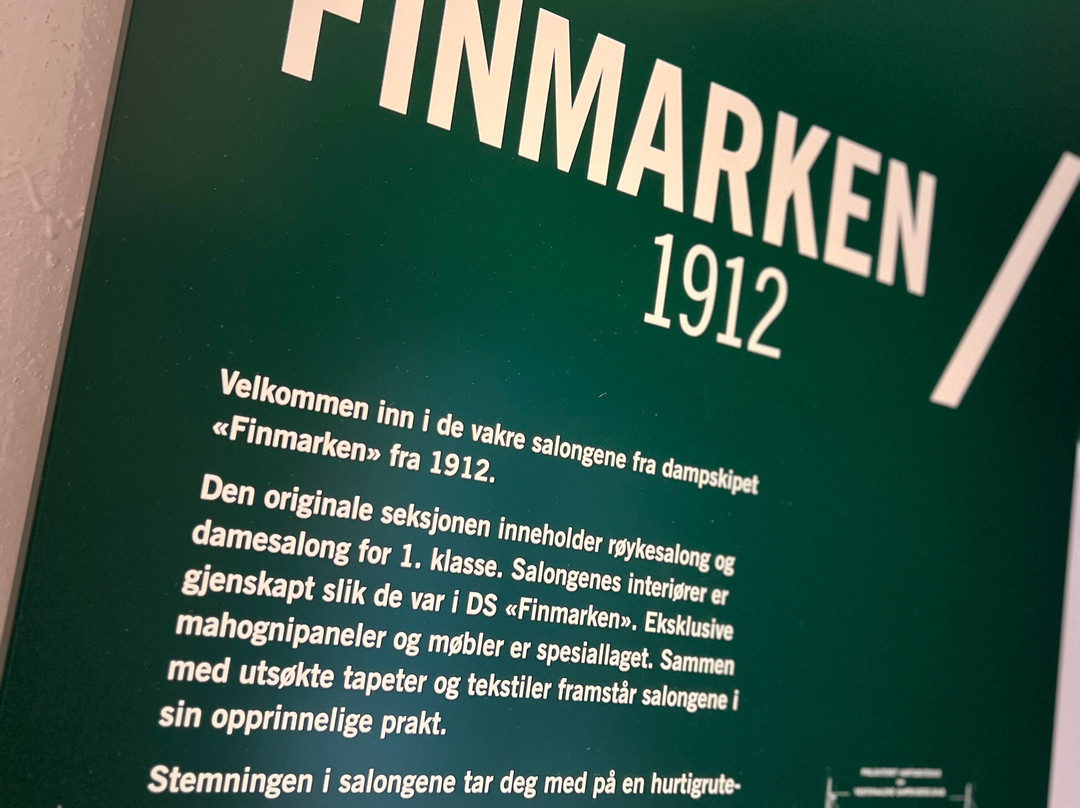 FINMARKEN /
1912
Velkommen inn i de vakre salongene fra dampskipet
«Finmarken» fra 1912.
Den originale seksjonen inneholder røykesalong og
damesalong for 1. klasse. Salongenes interiører er
gjenskapt slik de var i DS «Finmarken». Eksklusive
mahognipaneler og møbler er spesiallaget. Sammen
med utsøkte tapeter og tekstiler framstår salongene i
sin opprinnelige prakt.
Stemningen i salongene tar deg med på en hurtigrute-